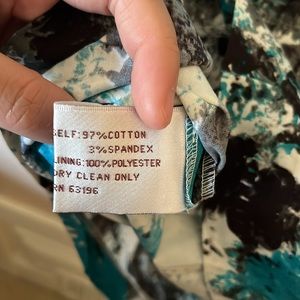 SELF:97%COTTON
3%SPANDEX
LINING:100%POLYESTER
DRY CLEAN ONLY
RN 63196